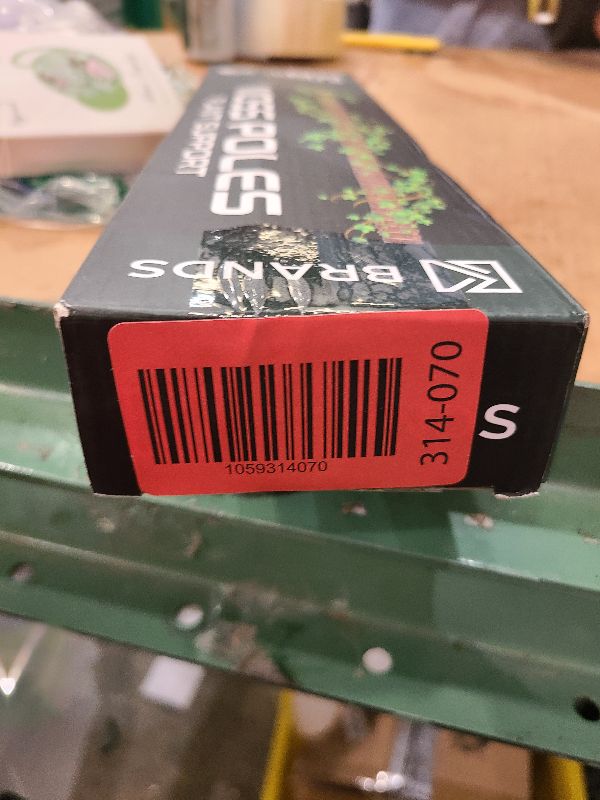 MOSS POLES
PLANT SUPPORT
BRANDS
1059314070
314-070
S